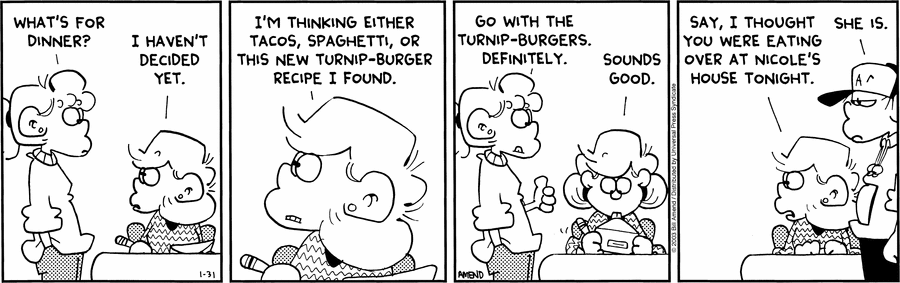 WHAT'S FOR
DINNER?
I HAVEN'T
DECIDED
YET.
1-31
I'M THINKING EITHER
TACOS, SPAGHETTI, OR
THIS NEW TURNIP-BURGER
RECIPE I FOUND.
GO WITH THE
TURNIP-BURGERS.
DEFINITELY.
SOUNDS
GOOD.
AMEND
© 2003 Bill Amend / Distributed by Universal Press Syndicate
SAY, I THOUGHT
YOU WERE EATING
OVER AT NICOLE'S
HOUSE TONIGHT.
SHE IS.